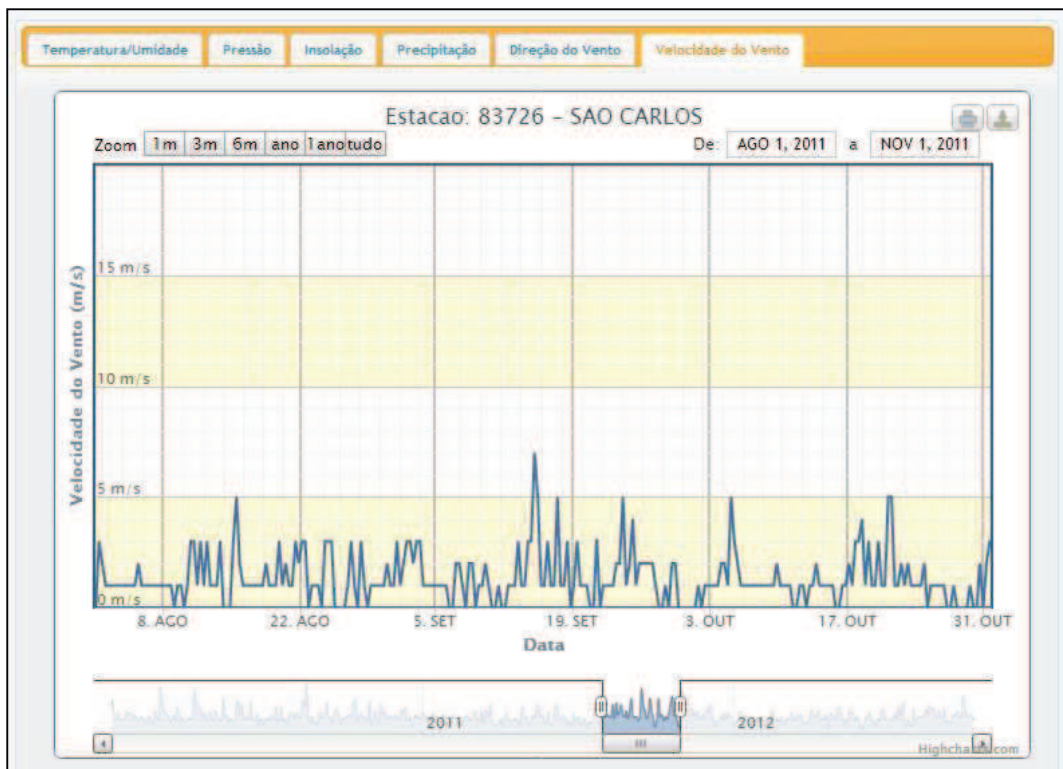 Temperatura/Umidade Pressão Insolação Precipitação Direção do Vento Velocidade do Vento
Estacao: 83726 - SAO CARLOS
Zoom 1m 3m 6m ano 1ano tudo De: AGO 1, 2011 a NOV 1, 2011
Velocidade do Vento (m/s)
15 m/s
10 m/s
5 m/s
0 m/s
8. AGO 22. AGO 5. SET 19. SET 3. OUT 17. OUT 31. OUT
Data
2011 2012
Highcharts.com